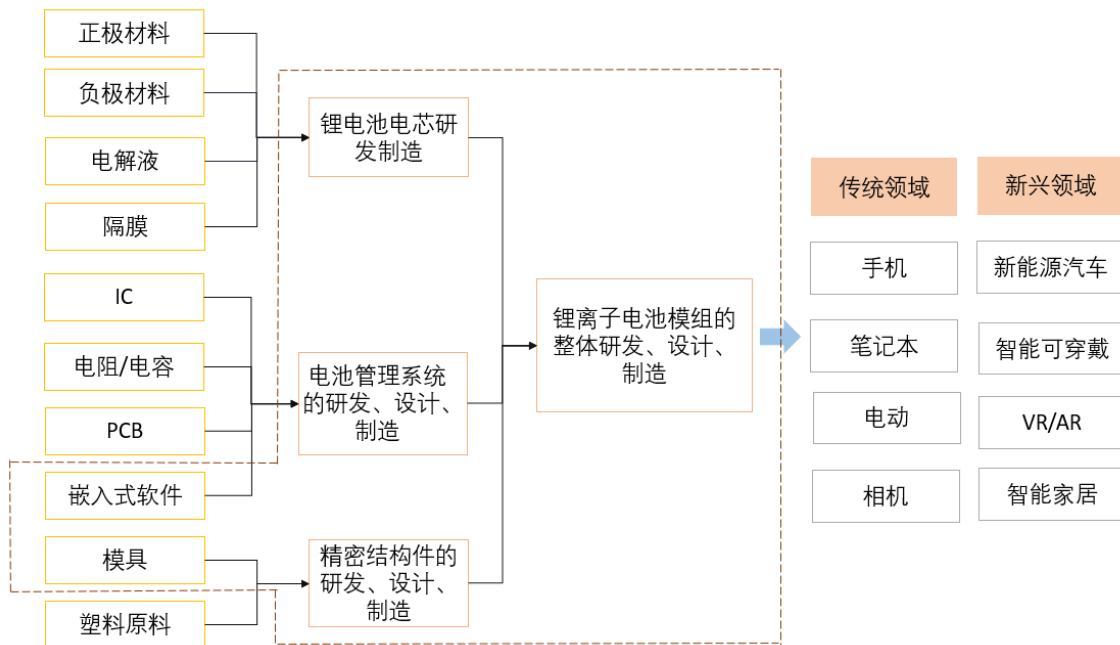 正极材料
负极材料
电解液
隔膜
IC
电阻/电容
PCB
嵌入式软件
模具
塑料原料
锂电池电芯研
发制造
电池管理系统
的研发、设计、
制造
精密结构件的
研发、设计、
制造
锂离子电池模组的
整体研发、设计、
制造
传统领域
新兴领域
手机
新能源汽车
笔记本
智能可穿戴
电动
VR/AR
相机
智能家居